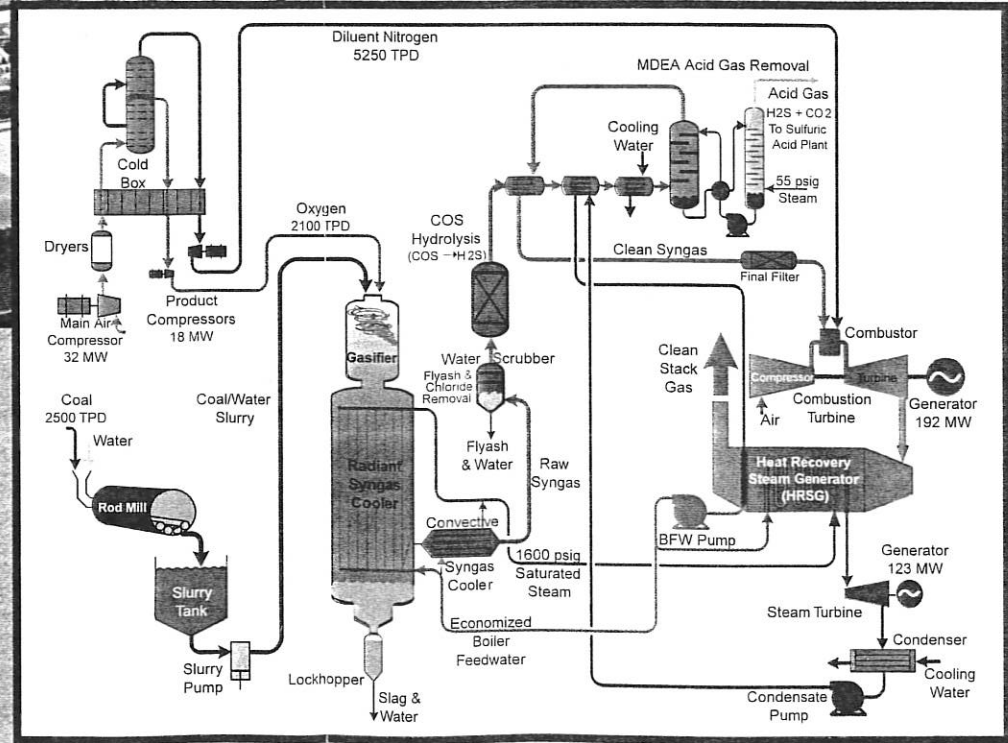 Diluent Nitrogen
5250 TPD
MDEA Acid Gas Removal
Acid Gas
H2S + CO2
To Sulfuric
Acid Plant
55 psig
Steam
Cooling
Water
Cold
Box
Oxygen
2100 TPD
COS
Hydrolysis
(COS →H2S)
Dryers
Clean Syngas
Final Filter
Product
Compressors
18 MW
Main Air
Compressor
32 MW
Gasifier
Water Scrubber
Flyash &
Chloride
Removal
Clean
Stack
Gas
Combustor
Compressor
Turbine
Combustion
Turbine
Air
Generator
192 MW
Coal
2500 TPD
Water
Coal/Water
Slurry
Flyash
& Water
Raw
Syngas
Rod Mill
Radiant
Syngas
Cooler
Heat Recovery
Steam Generator
(HRSG)
Convective
Syngas
Cooler
1600 psig
Saturated
Steam
BFW Pump
Generator
123 MW
Slurry
Tank
Steam Turbine
Economized
Boiler
Feedwater
Condenser
Slurry
Pump
Lockhopper
Cooling
Water
Slag &
Water
Condensate
Pump